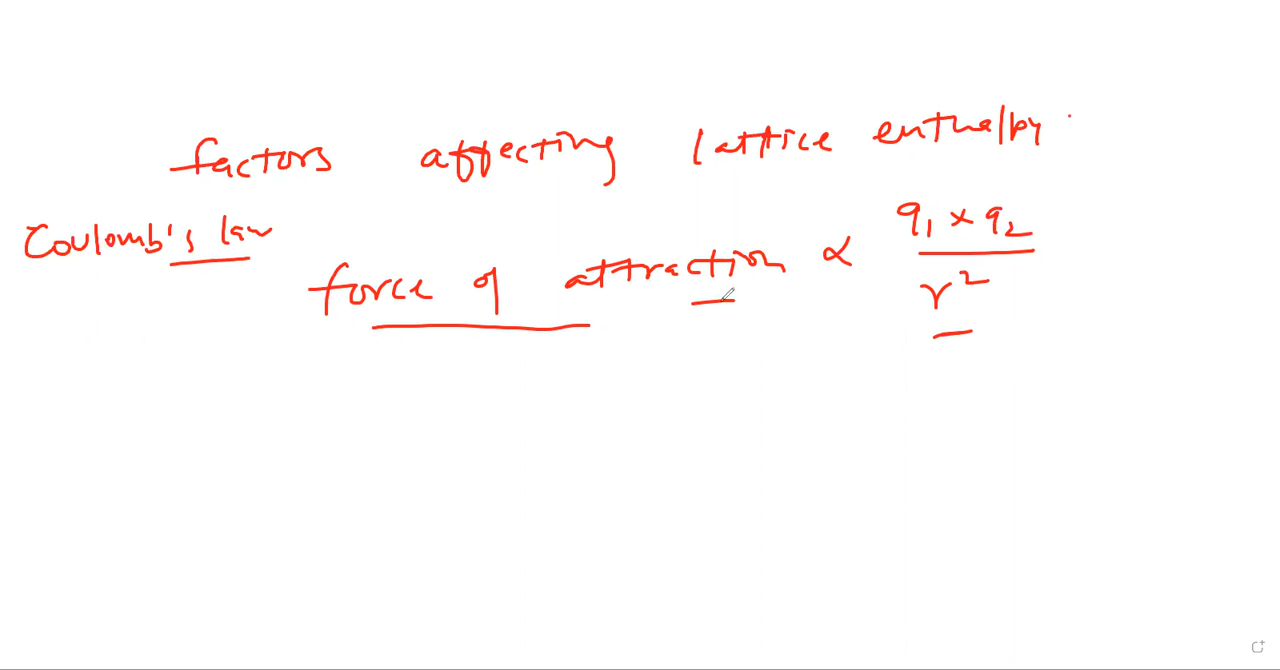 factors affecting lattice enthalpy.
Coulomb's law
force of attraction ∝ q₁ × q₂ / r²